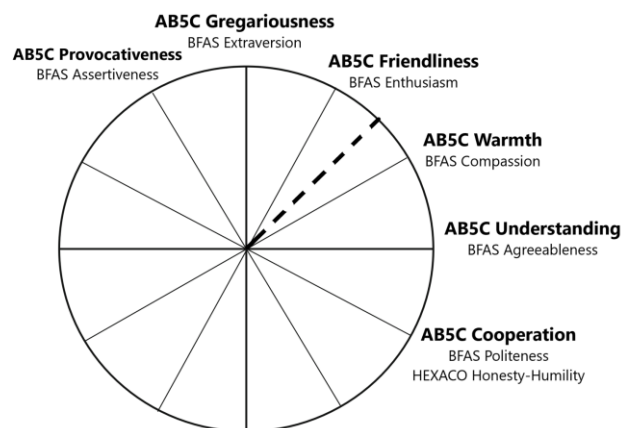 AB5C Gregariousness
BFAS Extraversion
AB5C Provocativeness
BFAS Assertiveness
AB5C Friendliness
BFAS Enthusiasm
AB5C Warmth
BFAS Compassion
AB5C Understanding
BFAS Agreeableness
AB5C Cooperation
BFAS Politeness
HEXACO Honesty-Humility